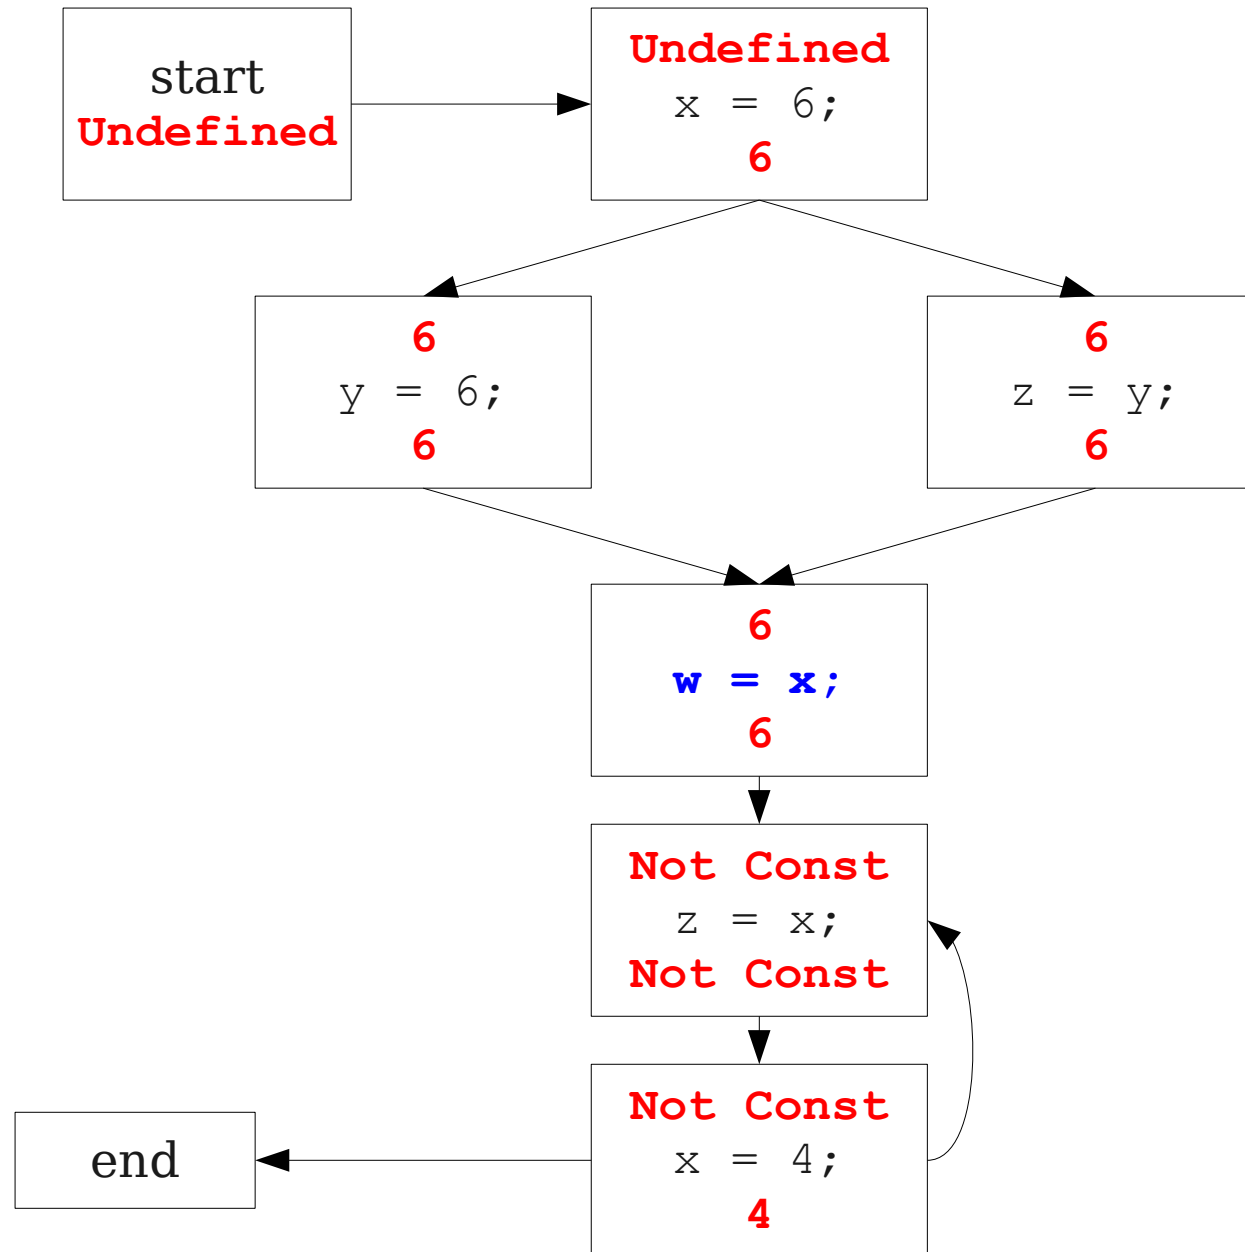 start
Undefined
Undefined
x = 6;
6
6
y = 6;
6
6
z = y;
6
6
w = x;
6
Not Const
z = x;
Not Const
Not Const
x = 4;
4
end